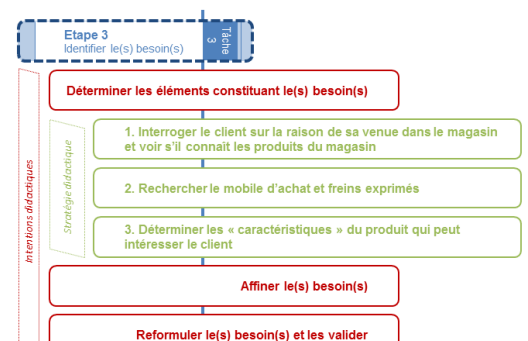 Etape 3
Identifier le(s) besoin(s)
Tâche
3
Déterminer les éléments constituant le(s) besoin(s)
1. Interroger le client sur la raison de sa venue dans le magasin
et voir s'il connait les produits du magasin
2. Rechercher le mobile d'achat et freins exprimés
3. Déterminer les « caractéristiques » du produit qui peut
intéresser le client
Affiner le(s) besoin(s)
Reformuler le(s) besoin(s) et les valider
Intentions didactiques
Stratégie didactique